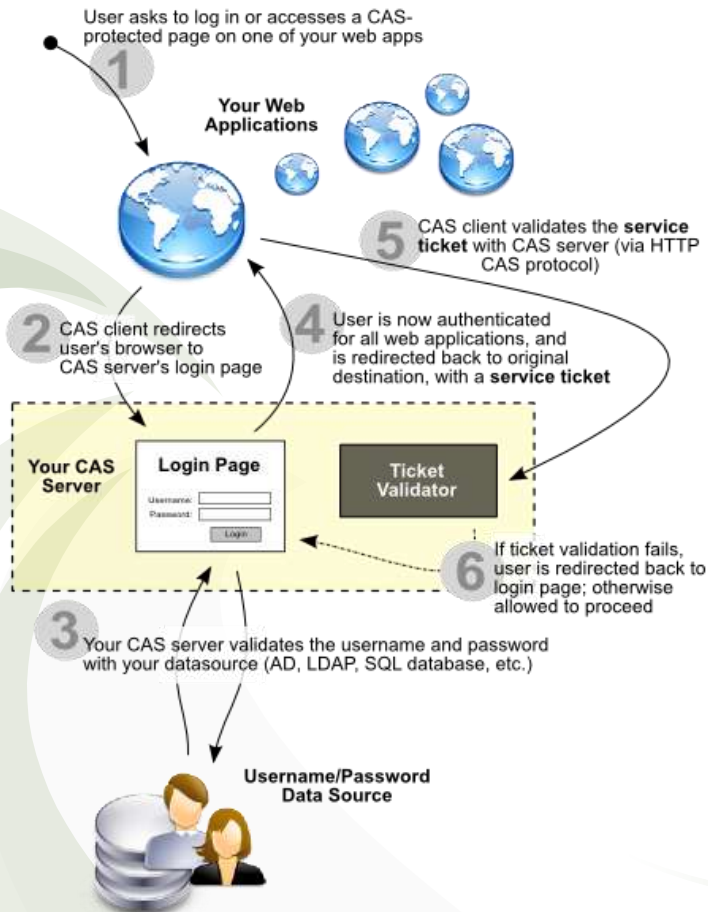 User asks to log in or accesses a CAS-
protected page on one of your web apps
1
Your Web
Applications
5
CAS client validates the service
ticket with CAS server (via HTTP
CAS protocol)
2
CAS client redirects
user's browser to
CAS server's login page
4
User is now authenticated
for all web applications, and
is redirected back to original
destination, with a service ticket
Your CAS
Server
Login Page
Username:
Password:
Login
Ticket
Validator
6
If ticket validation fails,
user is redirected back to
login page; otherwise
allowed to proceed
3
Your CAS server validates the username and password
with your datasource (AD, LDAP, SQL database, etc.)
Username/Password
Data Source